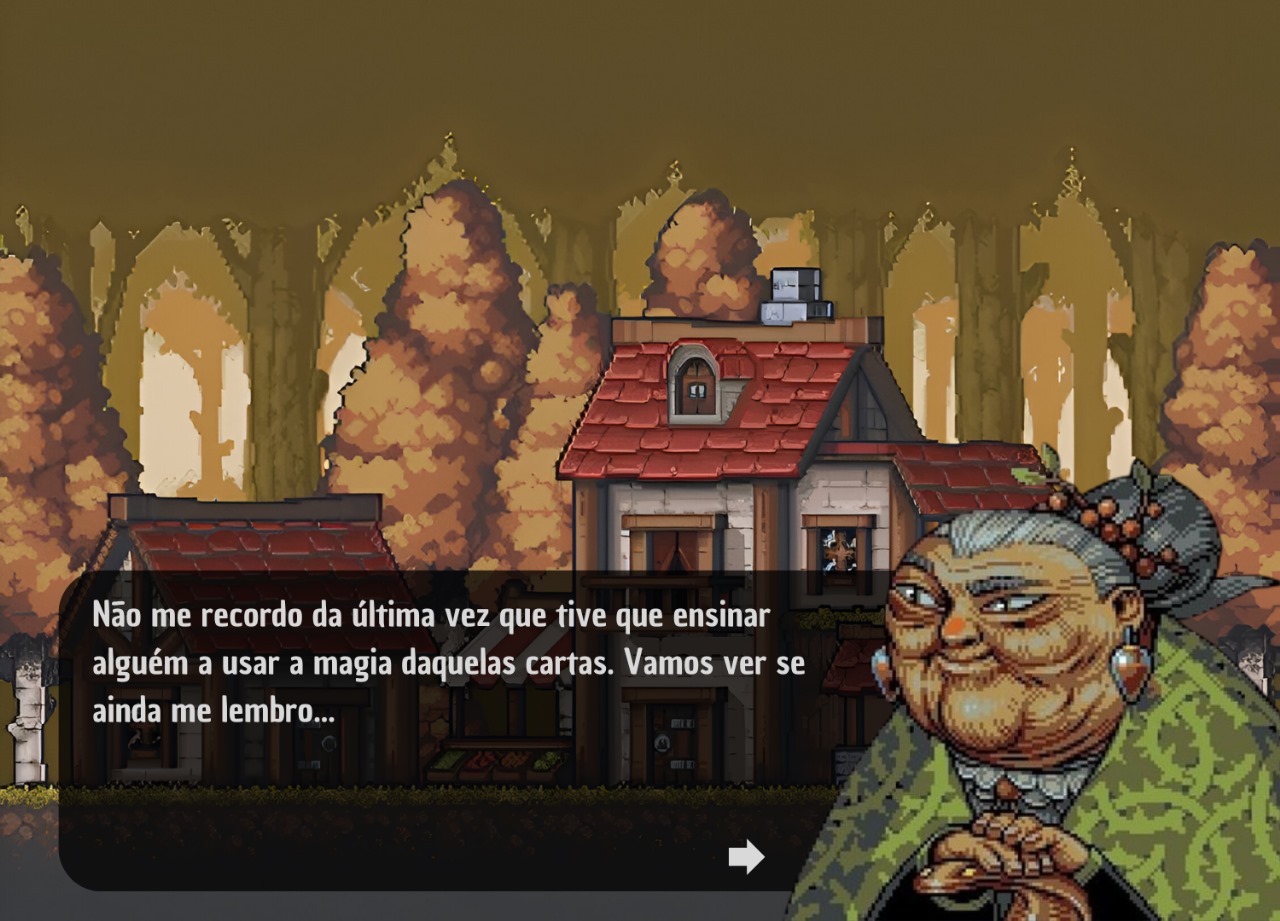 Não me recordo da última vez que tive que ensinar
alguém a usar a magia daquelas cartas. Vamos ver se
ainda me lembro...